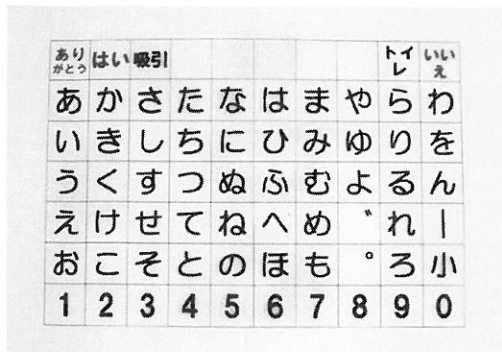 ありがとう はい 吸引 トイレ いいえ
あ か さ た な は ま や ら わ
い き し ち に ひ み ゆ り を
う く す つ ぬ ふ む よ る ん
え け せ て ね へ め ゛ れ ー
お こ そ と の ほ も ゜ ろ 小
1 2 3 4 5 6 7 8 9 0